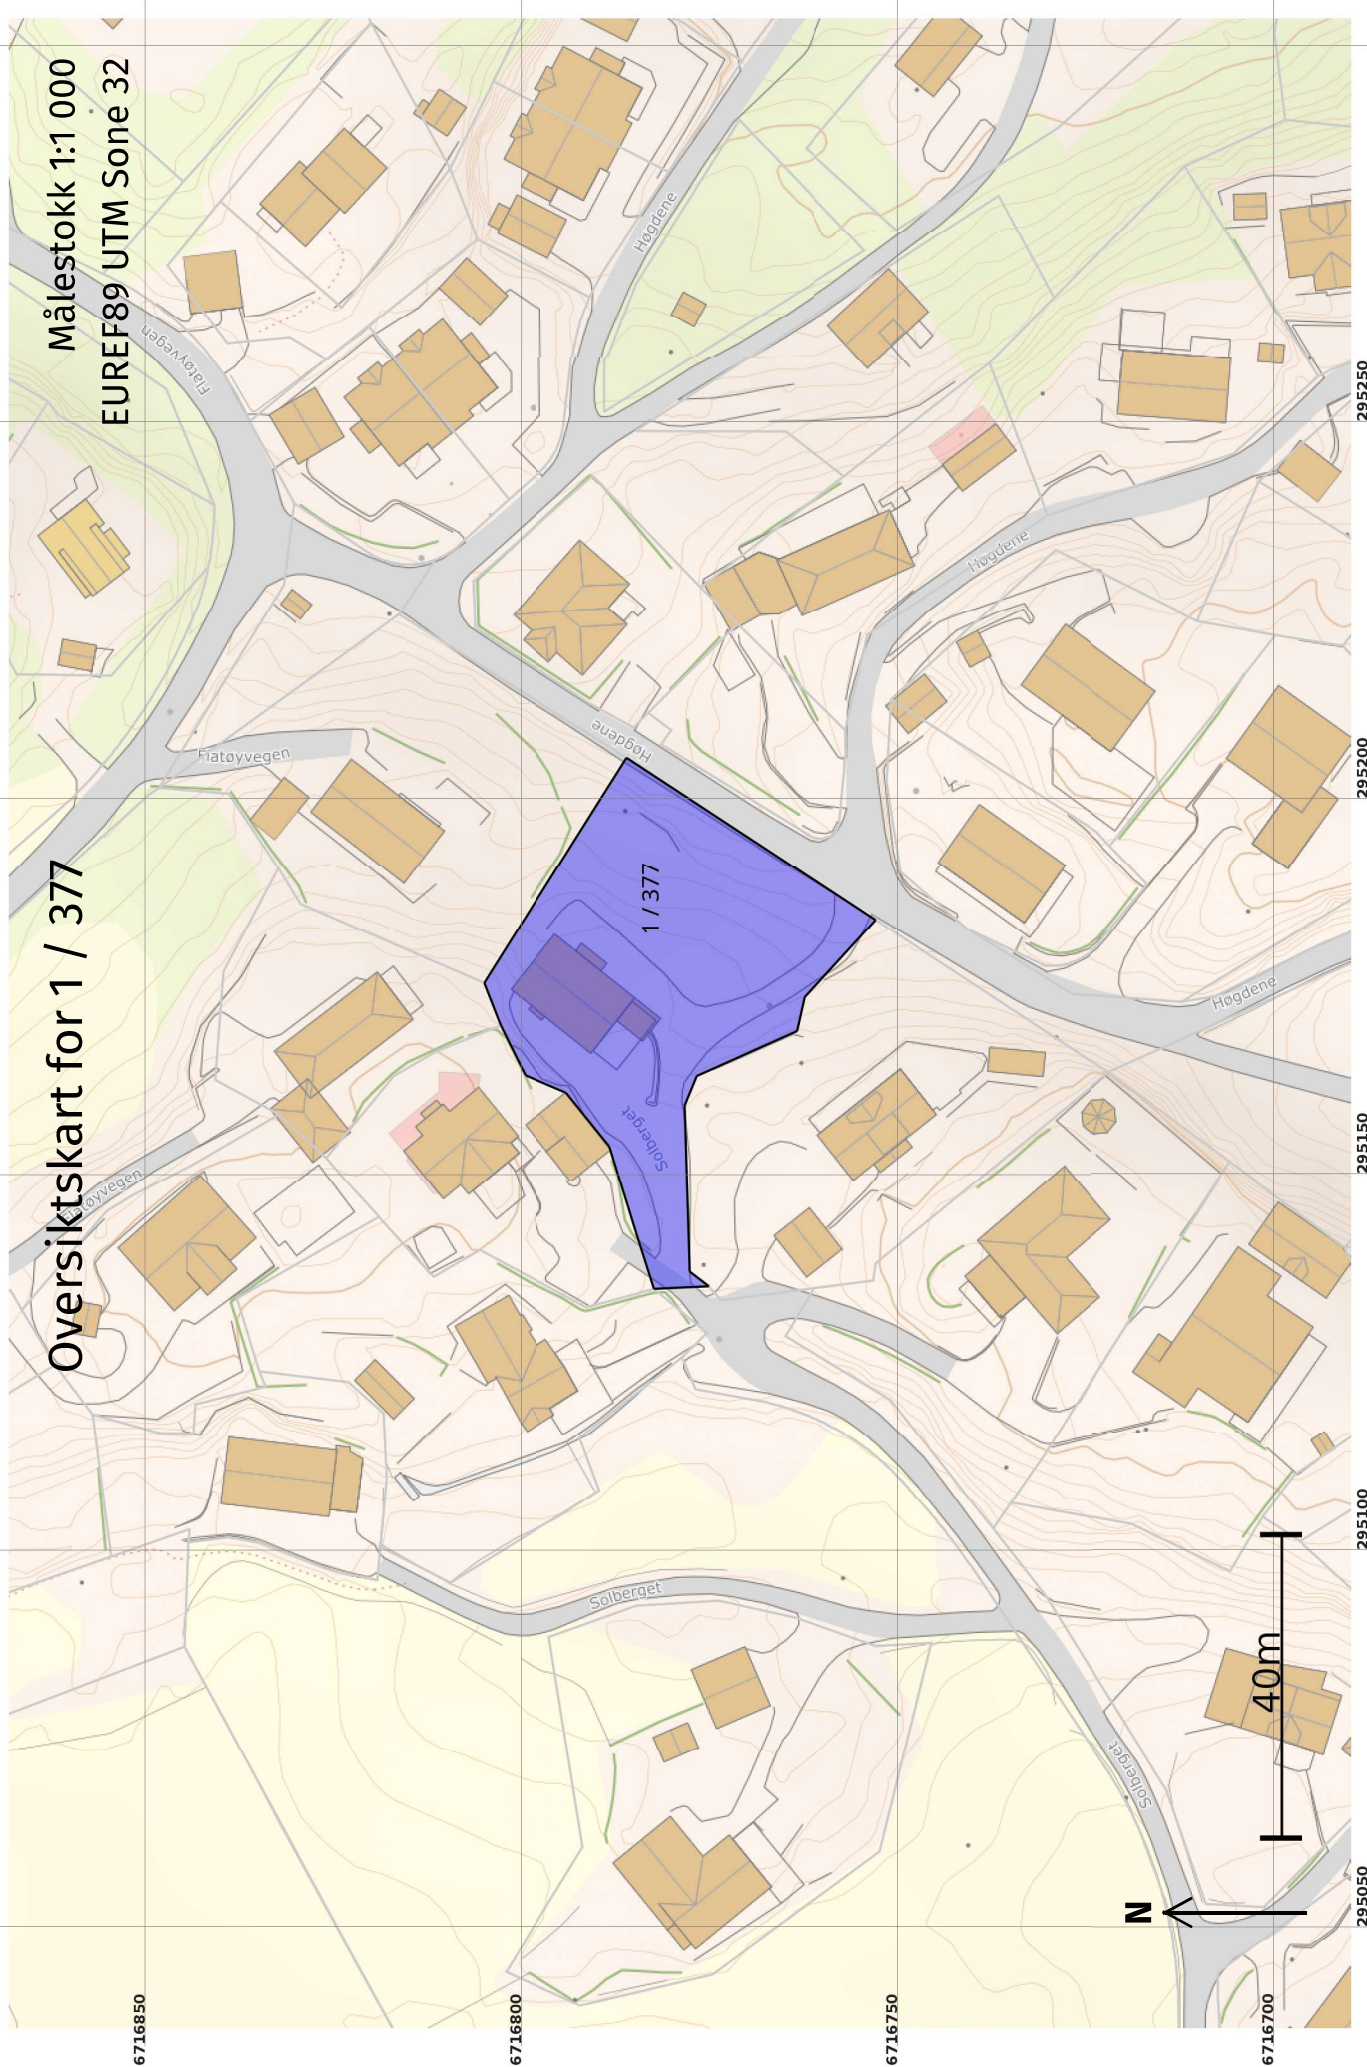 Oversiktskart for 1 / 377
Målestokk 1:1 000
EUREF89 UTM Sone 32
Flatøyvegen
Flatøyvegen
Flatøyvegen
Høgdene
Høgdene
Høgdene
Høgdene
1 / 377
Solberget
Solberget
Solberget
N
40m
6716850
6716800
6716750
6716700
295050
295100
295150
295200
295250